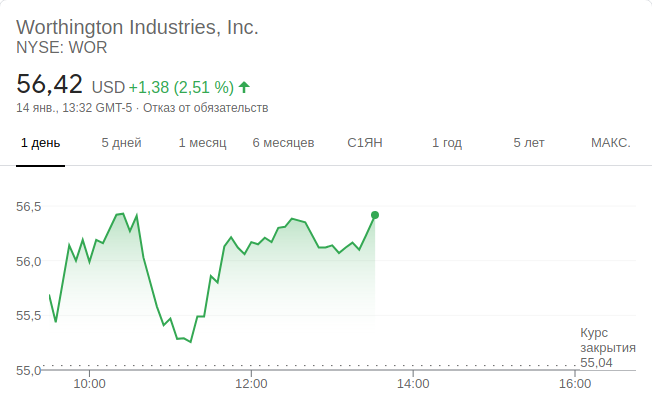 Worthington Industries, Inc.
NYSE: WOR
56,42 USD +1,38 (2,51 %)
14 янв., 13:32 GMT-5 · Отказ от обязательств
1 день 5 дней 1 месяц 6 месяцев С1ЯН 1 год 5 лет МАКС.
56,5
56,0
55,5
55,0
Курс
закрытия
55,04
10:00 12:00 14:00 16:00